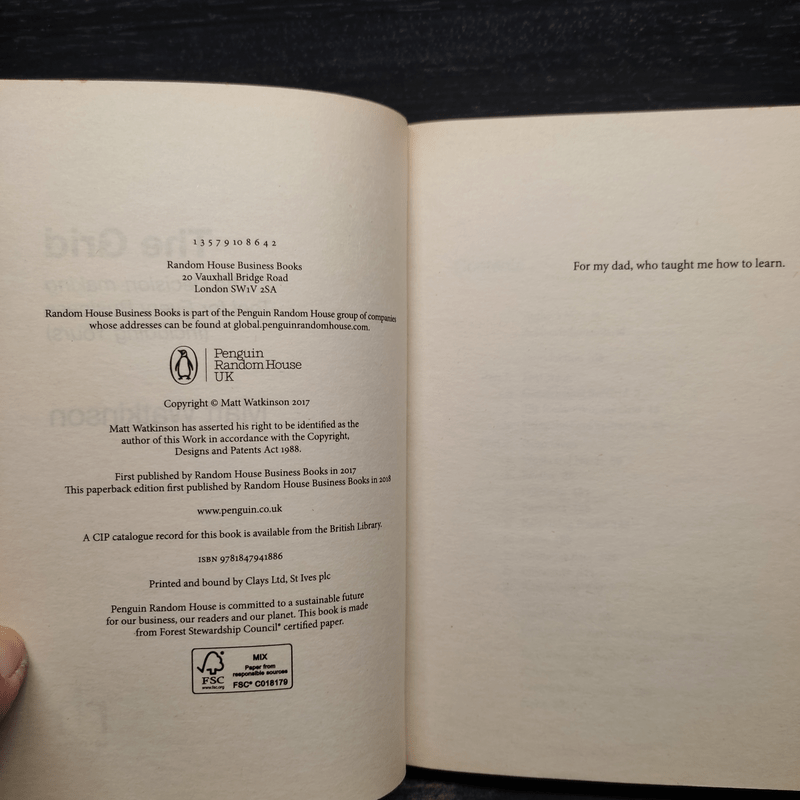 1 3 5 7 9 10 8 6 4 2
Random House Business Books
20 Vauxhall Bridge Road
London SW1V 2SA
Random House Business Books is part of the Penguin Random House group of companies
whose addresses can be found at global.penguinrandomhouse.com.
Penguin
Random House
UK
Copyright © Matt Watkinson 2017
Matt Watkinson has asserted his right to be identified as the
author of this Work in accordance with the Copyright,
Designs and Patents Act 1988.
First published by Random House Business Books in 2017
This paperback edition first published by Random House Business Books in 2018
www.penguin.co.uk
A CIP catalogue record for this book is available from the British Library.
ISBN 9781847941886
Printed and bound by Clays Ltd, St Ives plc
Penguin Random House is committed to a sustainable future
for our business, our readers and our planet. This book is made
from Forest Stewardship Council® certified paper.
FSC
www.fsc.org
MIX
Paper from
responsible sources
FSC® C018179
For my dad, who taught me how to learn.